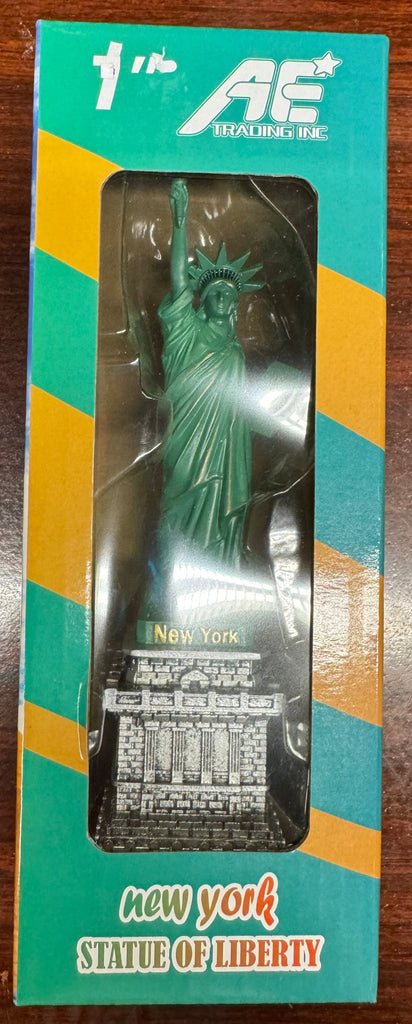 AE
TRADING INC
New York
new york
STATUE OF LIBERTY